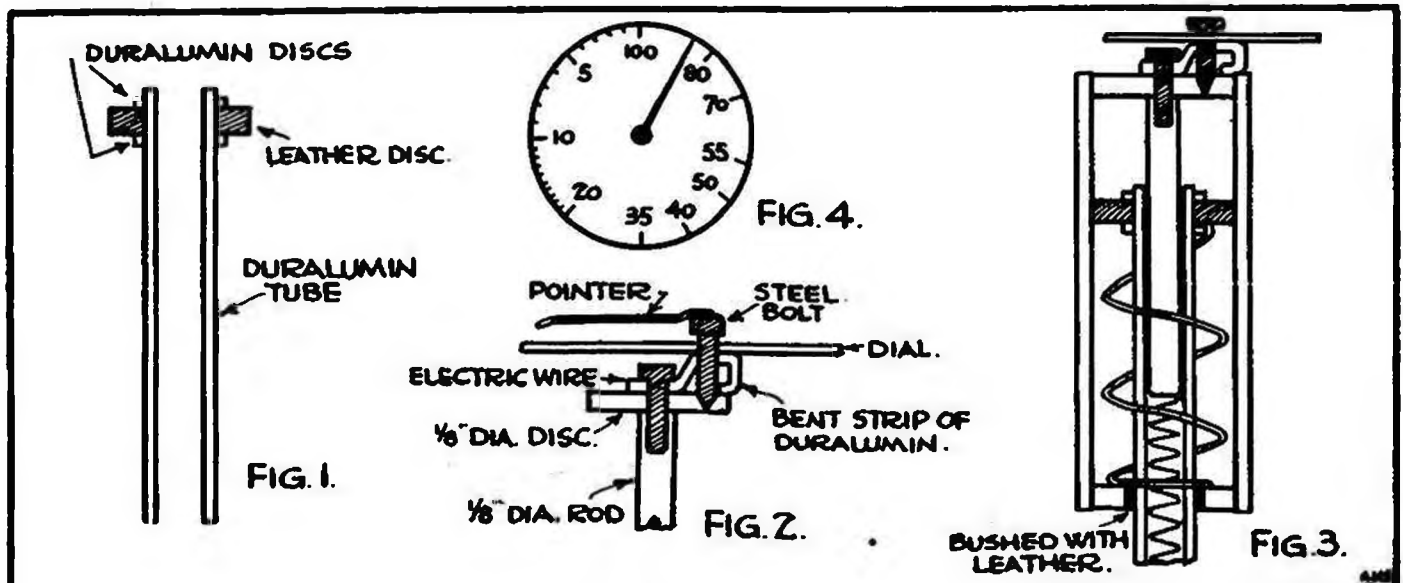 DURALUMIN DISCS
LEATHER DISC.
DURALUMIN
TUBE
FIG. 1.
100
80
70
55
50
40
35
20
10
5
FIG. 4.
POINTER
STEEL
BOLT
DIAL.
ELECTRIC WIRE
1/8" DIA. DISC.
BENT STRIP OF
DURALUMIN.
1/8" DIA. ROD
FIG. 2.
BUSHED WITH
LEATHER.
FIG. 3.